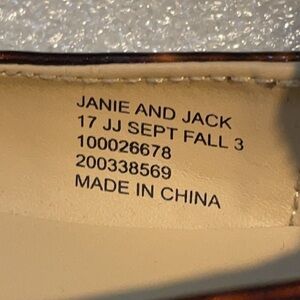 JANIE AND JACK
17 JJ SEPT FALL 3
100026678
200338569
MADE IN CHINA